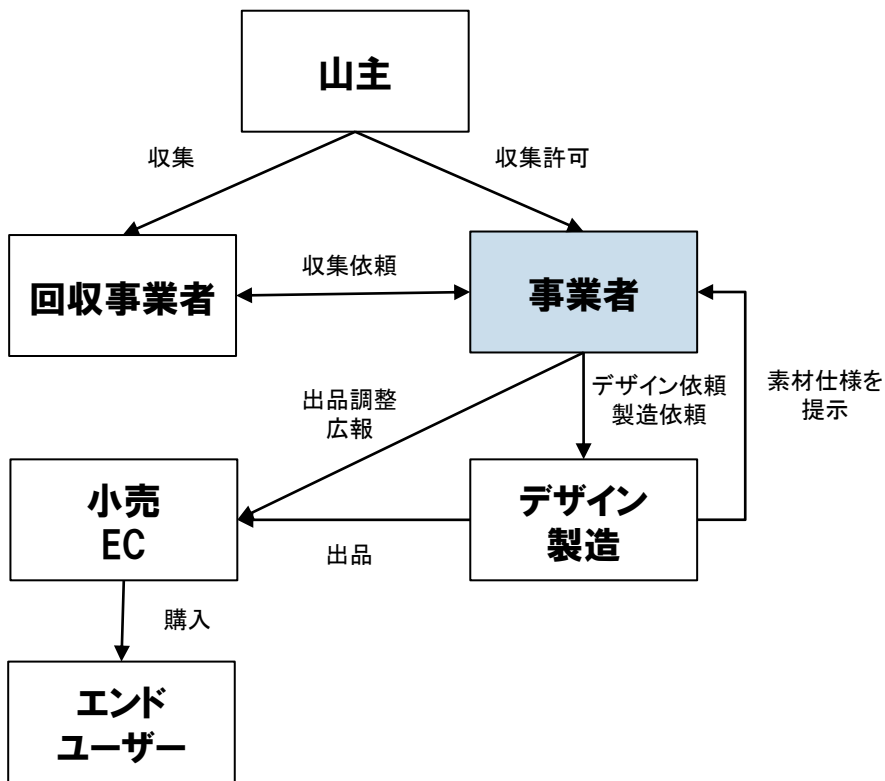 山主
収集
収集許可
回収事業者
収集依頼
事業者
出品調整
広報
デザイン依頼
製造依頼
素材仕様を
提示
小売
EC
出品
デザイン
製造
購入
エンド
ユーザー